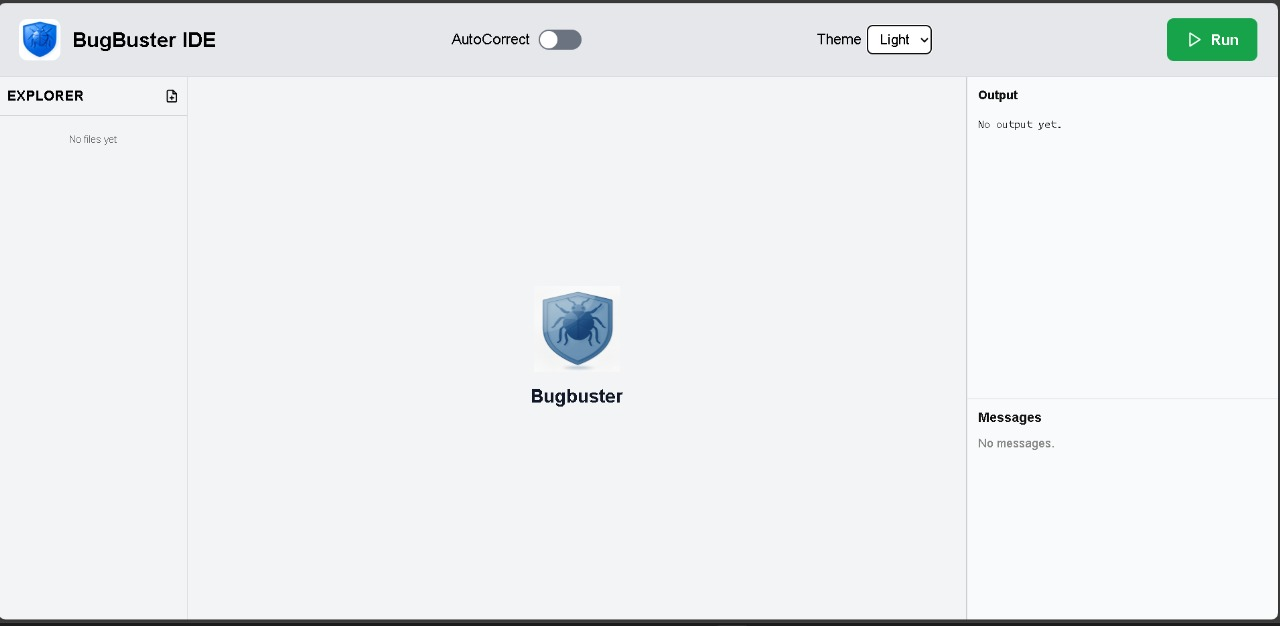 BugBuster IDE
AutoCorrect
Theme
Light
Run
EXPLORER
No files yet
Bugbuster
Output
No output yet.
Messages
No messages.